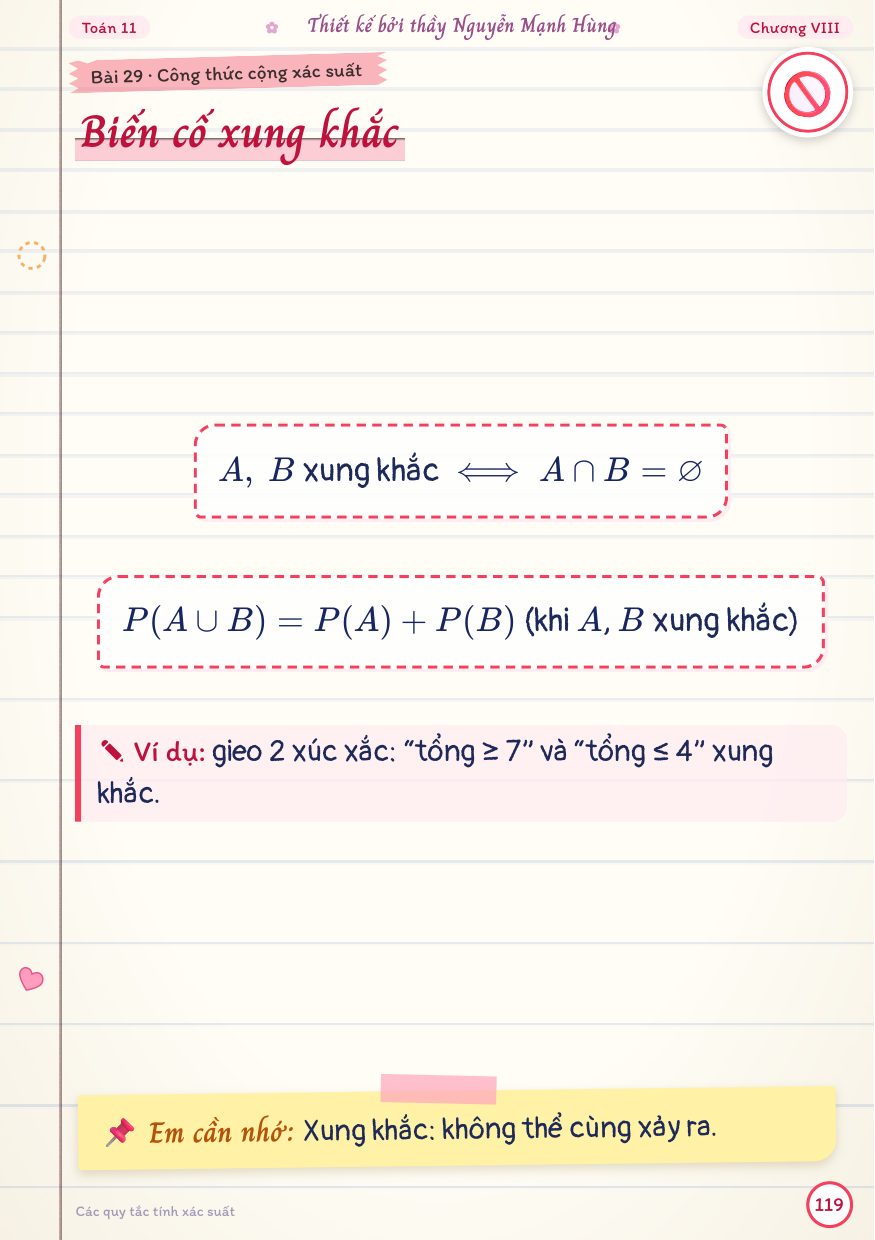 Toán 11
Thiết kế bởi thầy Nguyễn Mạnh Hùng
Chương VIII
Bài 29 · Công thức cộng xác suất
Biến cố xung khắc
A, B xung khắc ⟺ A ∩ B = ∅
P(A ∪ B) = P(A) + P(B) (khi A, B xung khắc)
Ví dụ: gieo 2 xúc xắc: “tổng ≥ 7” và “tổng ≤ 4” xung
khắc.
Em cần nhớ: Xung khắc: không thể cùng xảy ra.
Các quy tắc tính xác suất
119